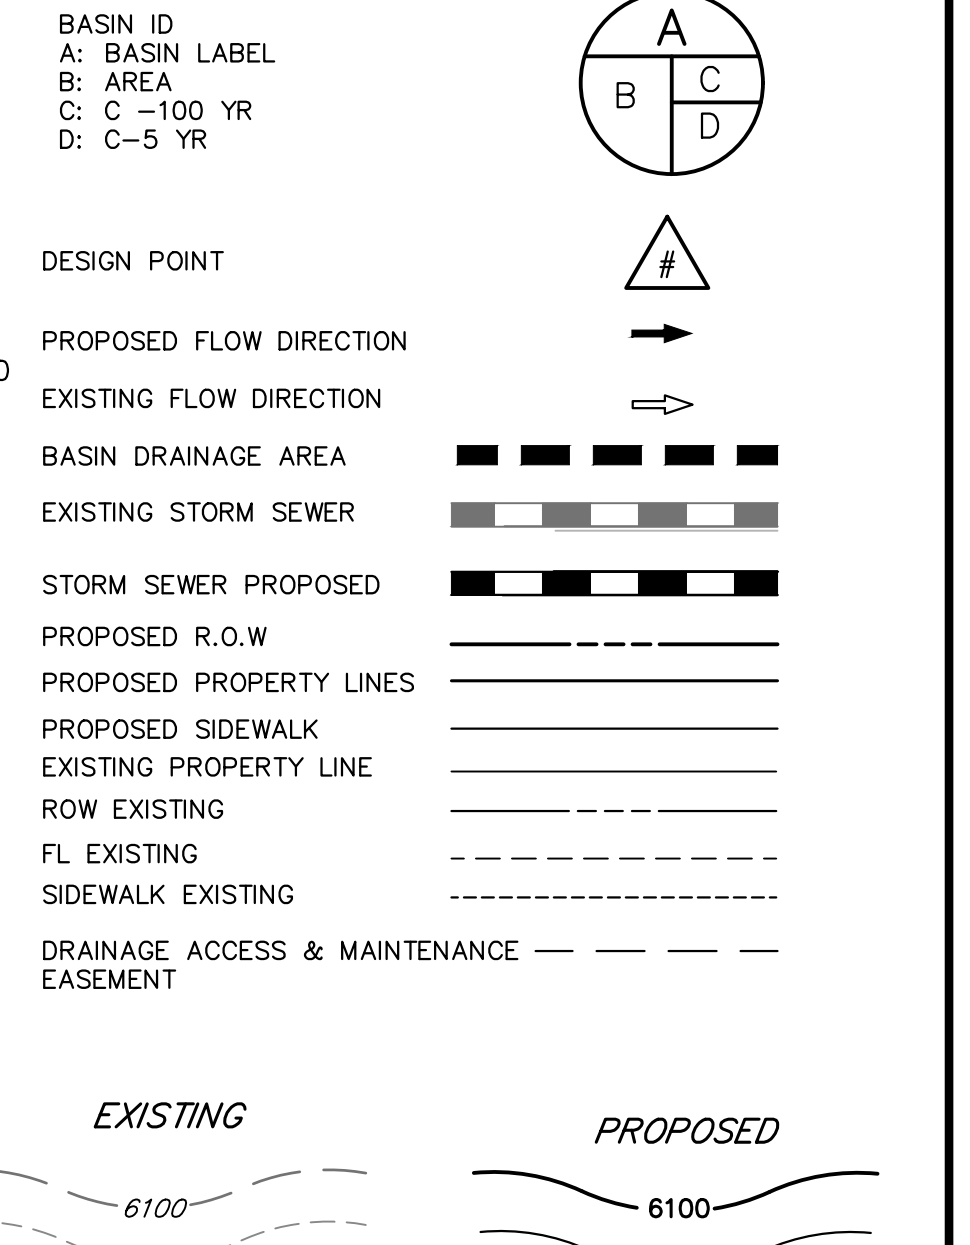 BASIN ID
A: BASIN LABEL
B: AREA
C: C -100 YR
D: C-5 YR
A
B
C
D
DESIGN POINT
#
PROPOSED FLOW DIRECTION
EXISTING FLOW DIRECTION
BASIN DRAINAGE AREA
EXISTING STORM SEWER
STORM SEWER PROPOSED
PROPOSED R.O.W
PROPOSED PROPERTY LINES
PROPOSED SIDEWALK
EXISTING PROPERTY LINE
ROW EXISTING
FL EXISTING
SIDEWALK EXISTING
DRAINAGE ACCESS & MAINTENANCE
EASEMENT
EXISTING
PROPOSED
6100
6100